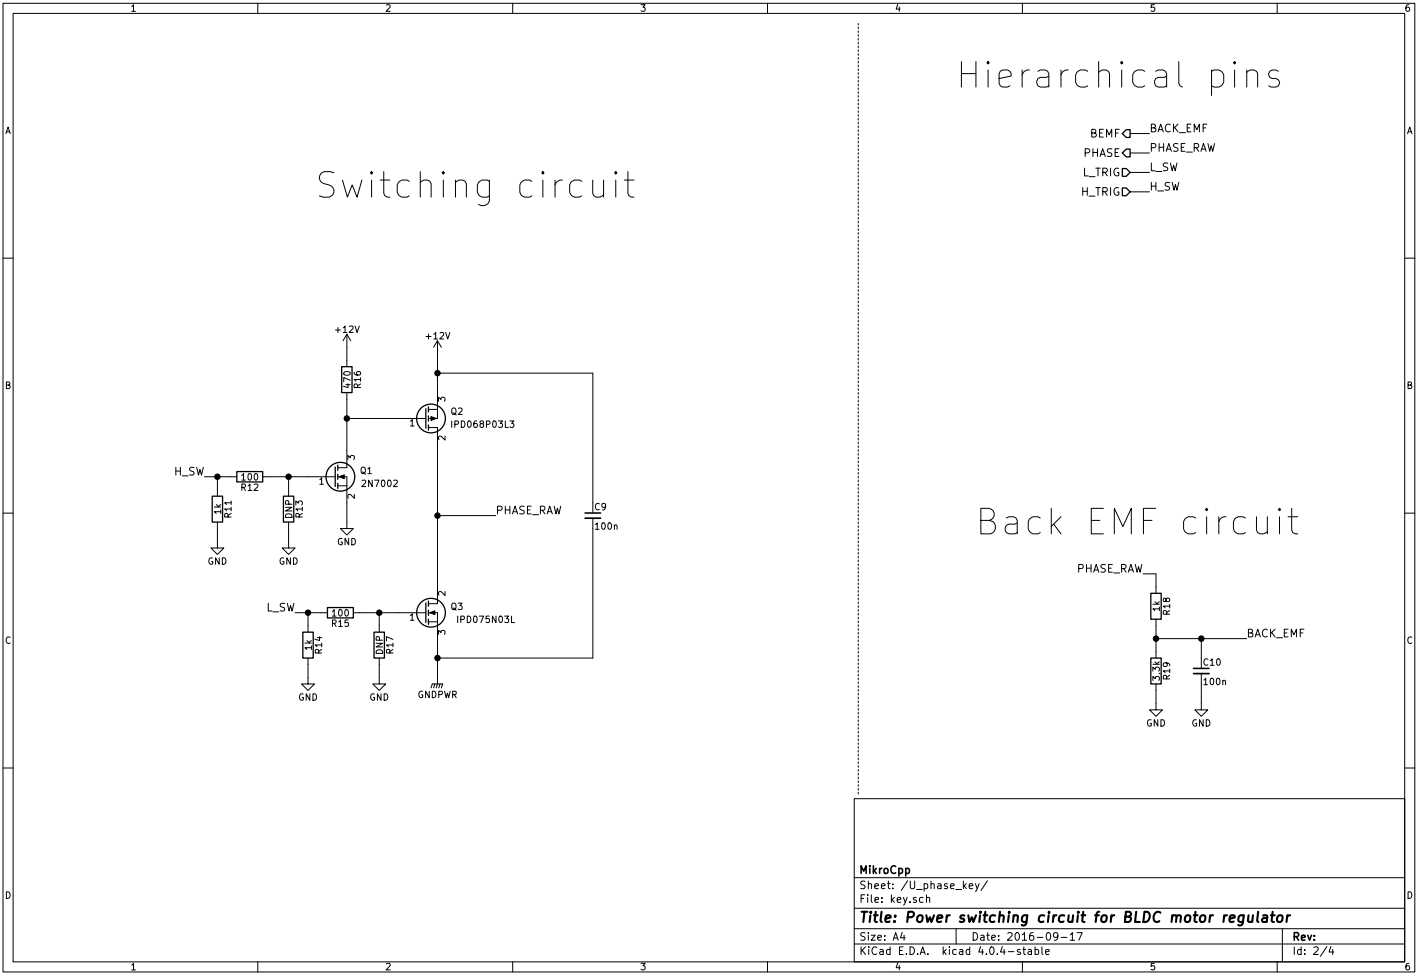 1 2 3 4 5 6
A A
B B
C C
D D
1 2 3 4 5 6
Switching circuit
+12V
+12V
470
R16
3
1
2
Q2
IPD068P03L3
H_SW
100
R12
1k
R11
DNP
R13
3
1
2
Q1
2N7002
GND
GND
GND
PHASE_RAW
C9
100n
L_SW
100
R15
1k
R14
DNP
R17
2
1
3
Q3
IPD075N03L
GND
GND
GNDPWR
Hierarchical pins
BEMF BACK_EMF
PHASE PHASE_RAW
L_TRIG L_SW
H_TRIG H_SW
Back EMF circuit
PHASE_RAW
1k
R18
BACK_EMF
3.3k
R19
C10
100n
GND
GND
MikroCpp
Sheet: /U_phase_key/
File: key.sch
Title: Power switching circuit for BLDC motor regulator
Size: A4 Date: 2016-09-17 Rev:
KiCad E.D.A. kicad 4.0.4-stable Id: 2/4